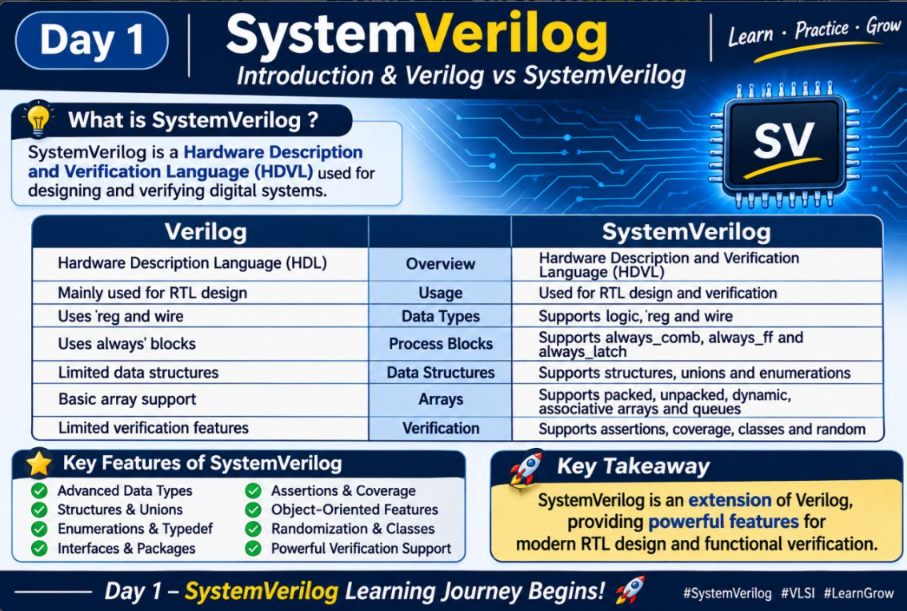 Day 1
SystemVerilog
Introduction & Verilog vs SystemVerilog
Learn · Practice · Grow
SV
What is SystemVerilog ?
SystemVerilog is a Hardware Description
and Verification Language (HDVL) used for
designing and verifying digital systems.
Verilog SystemVerilog
Hardware Description Language (HDL) Overview Hardware Description and Verification
Language (HDVL)
Mainly used for RTL design Usage Used for RTL design and verification
Uses 'reg and wire Data Types Supports logic, 'reg and wire
Uses always' blocks Process Blocks Supports always_comb, always_ff and
always_latch
Limited data structures Data Structures Supports structures, unions and enumerations
Basic array support Arrays Supports packed, unpacked, dynamic,
associative arrays and queues
Limited verification features Verification Supports assertions, coverage, classes and random
Key Features of SystemVerilog
Advanced Data Types
Structures & Unions
Enumerations & Typedef
Interfaces & Packages
Assertions & Coverage
Object-Oriented Features
Randomization & Classes
Powerful Verification Support
Key Takeaway
SystemVerilog is an extension of Verilog,
providing powerful features for
modern RTL design and functional verification.
Day 1 – SystemVerilog Learning Journey Begins!
#SystemVerilog #VLSI #LearnGrow